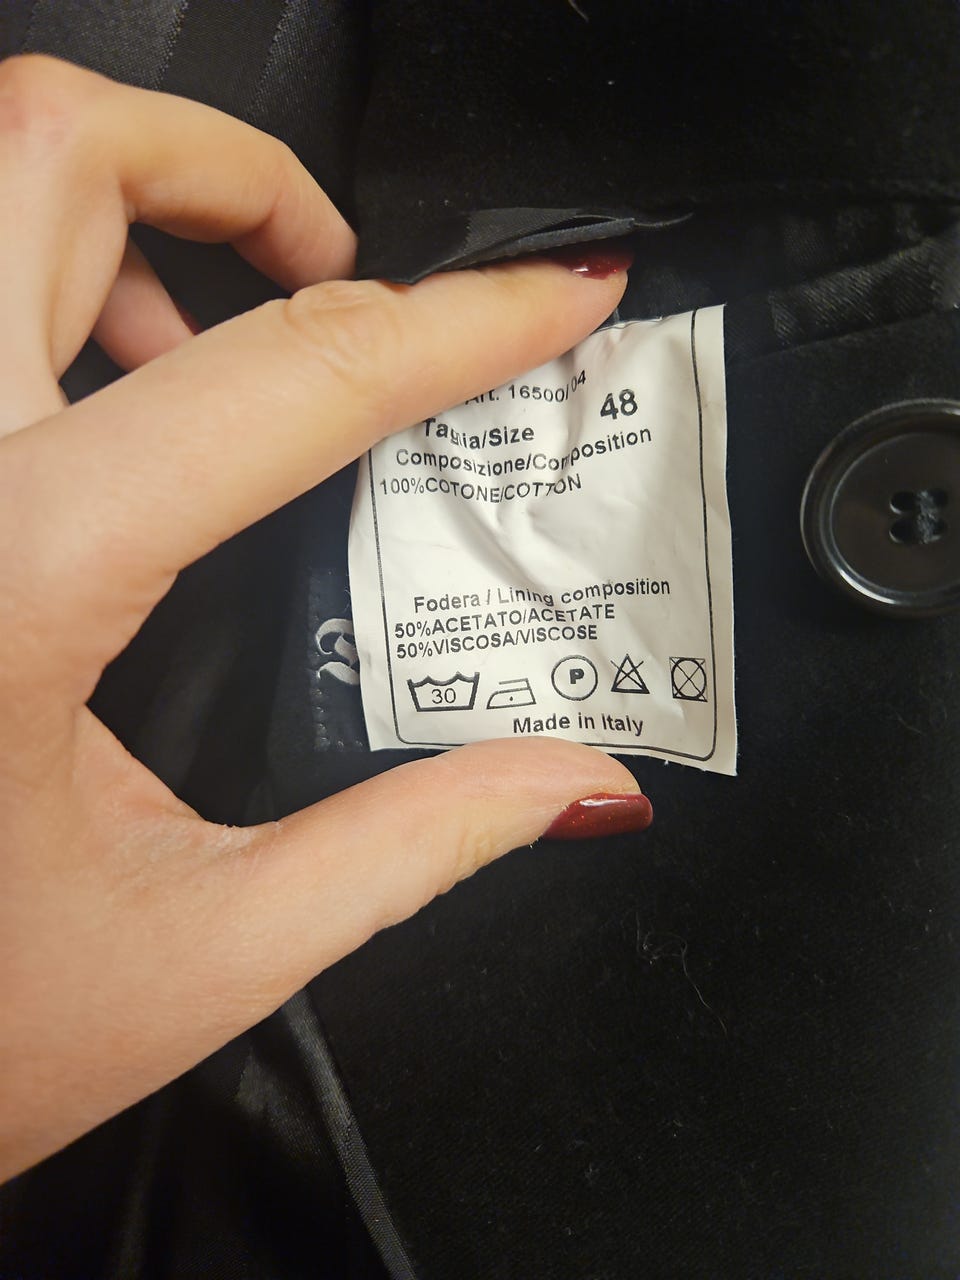 Art. 16500/04
Taglia/Size 48
Composizione/Composition
100%COTONE/COTTON
Fodera / Lining composition
50%ACETATO/ACETATE
50%VISCOSA/VISCOSE
30 P
Made in Italy